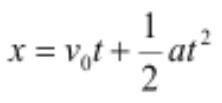 x = v₀t + ½at²